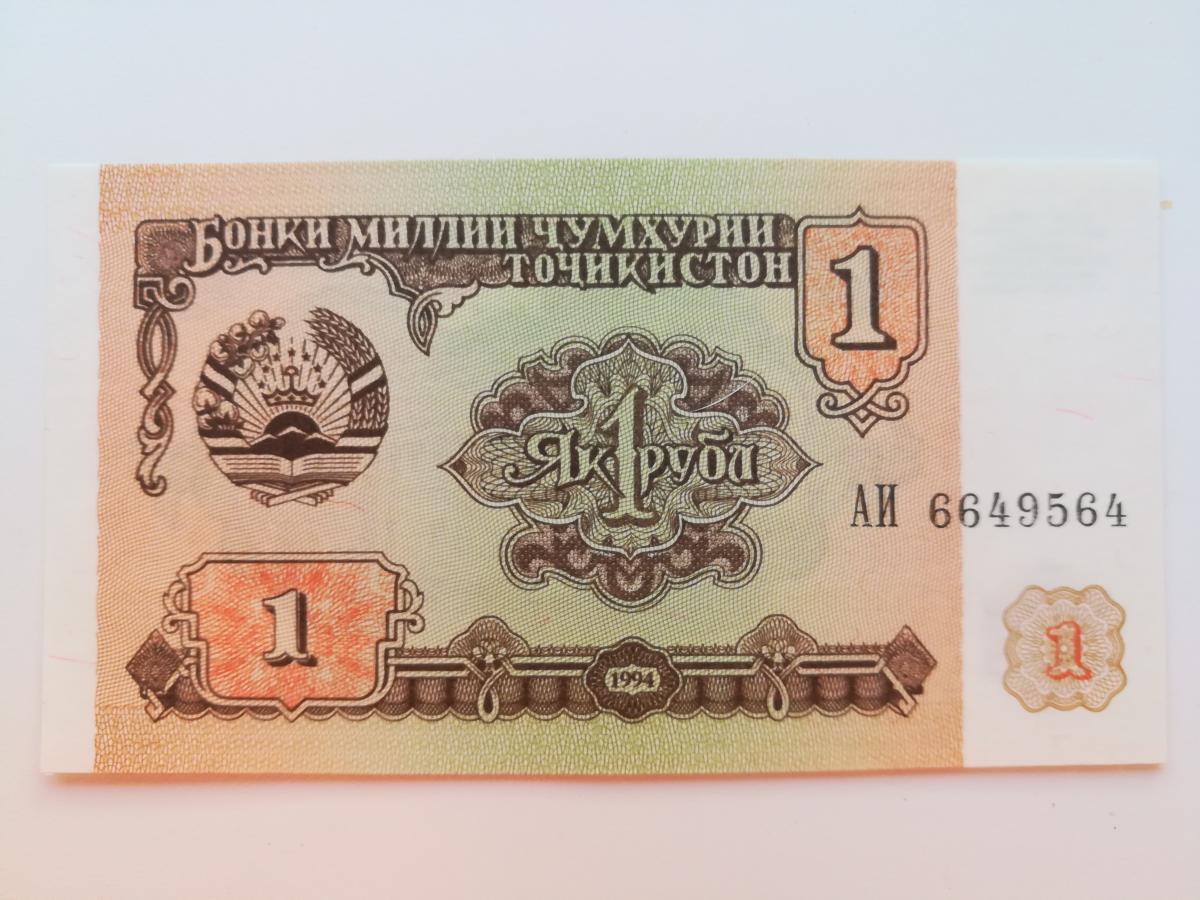 БОНКИ МИЛЛИИ ҶУМҲУРИИ
ТОҶИКИСТОН
1
Як 1 рубл
АИ 6649564
1
1
1994